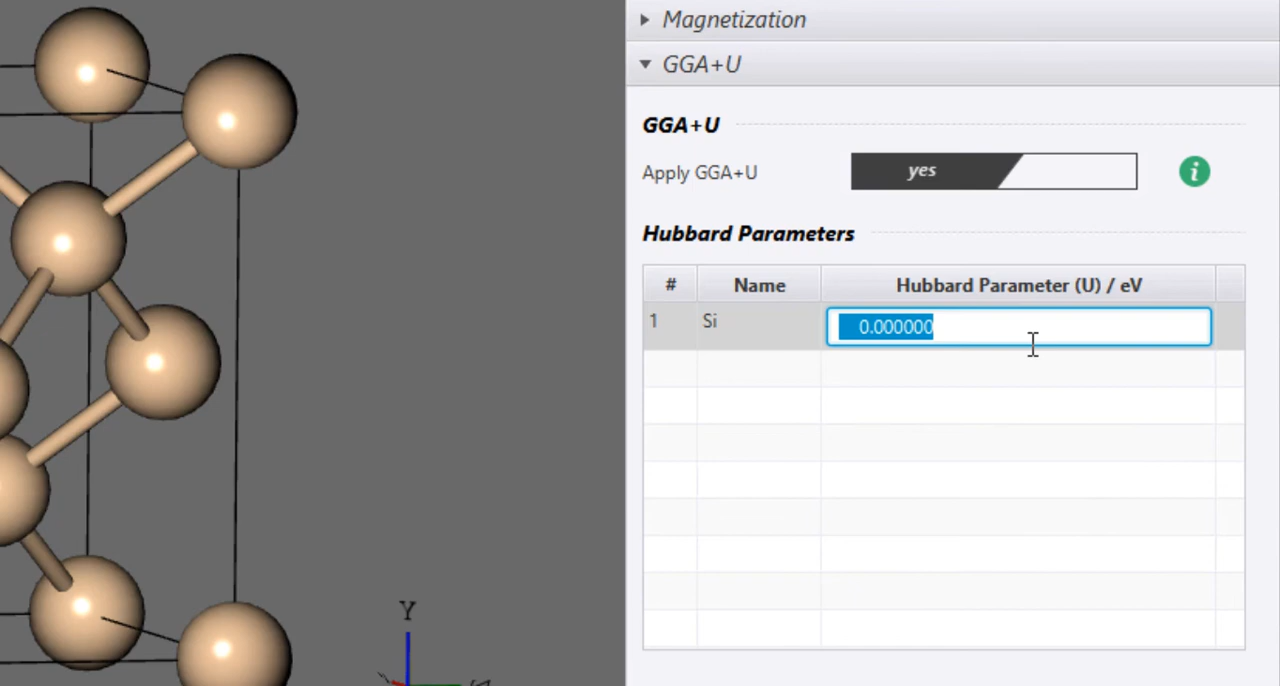 Magnetization
GGA+U
GGA+U
Apply GGA+U yes i
Hubbard Parameters
# Name Hubbard Parameter (U) / eV
1 Si 0.000000
Y